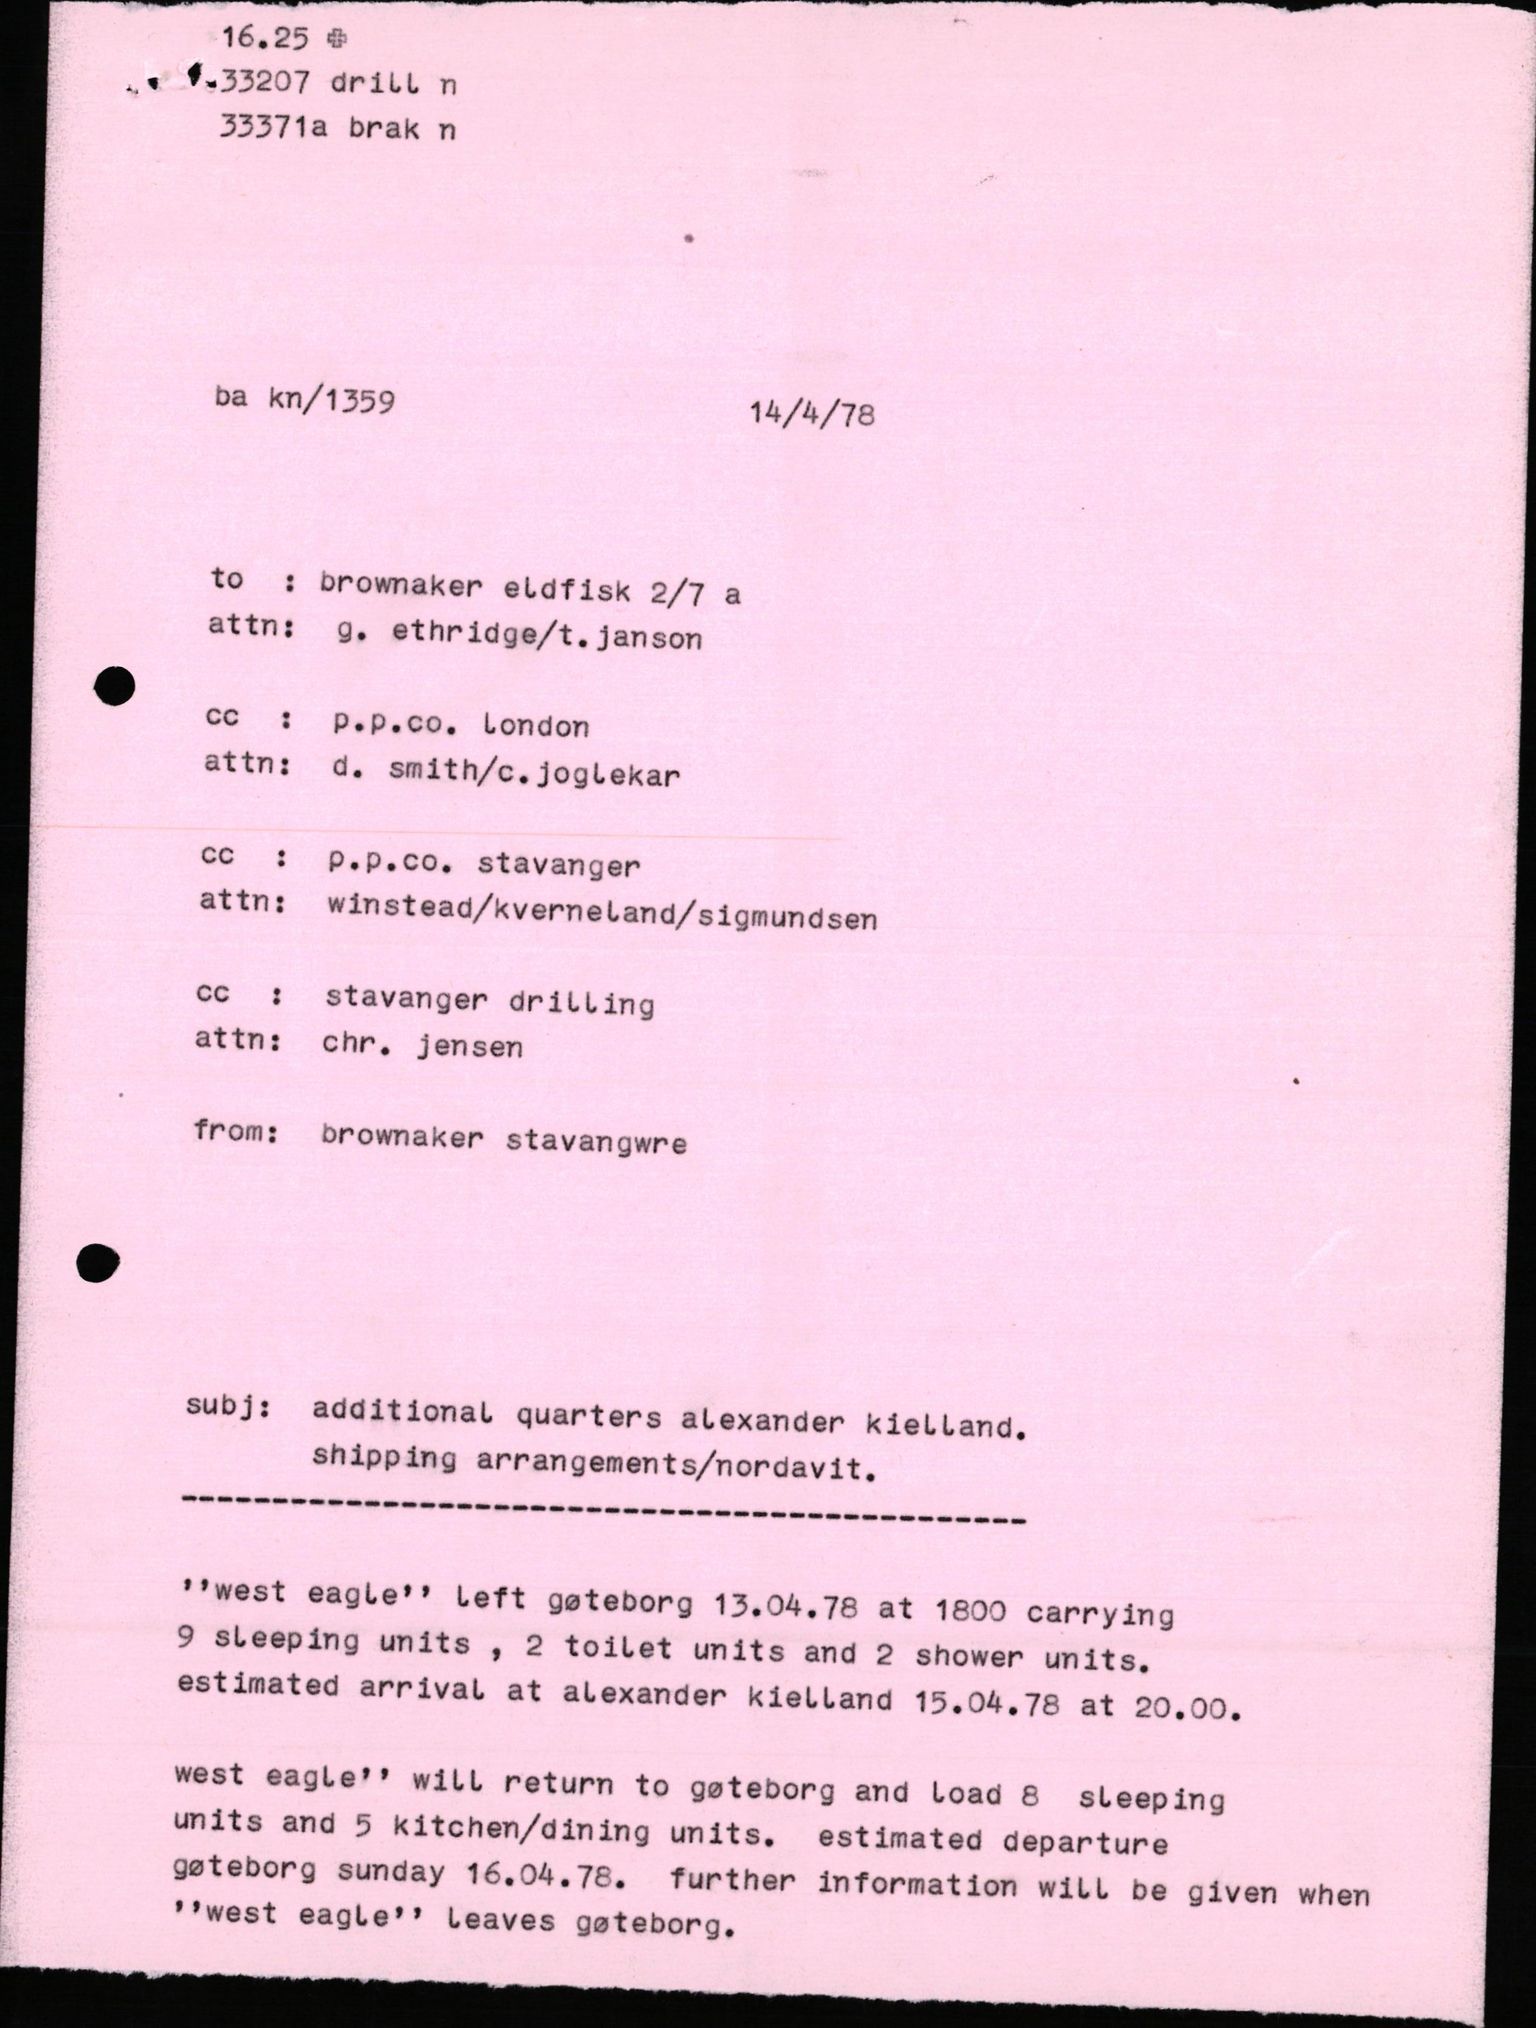 16.25 ✠
33207 drill n
33371a brak n
ba kn/1359 14/4/78
to : brownaker eldfisk 2/7 a
attn: g. ethridge/t.janson
cc : p.p.co. london
attn: d. smith/c.joglekar
cc : p.p.co. stavanger
attn: winstead/kverneland/sigmundsen
cc : stavanger drilling
attn: chr. jensen
from: brownaker stavangwre
subj: additional quarters alexander kielland.
shipping arrangements/nordavit.
----------------------------------------------
''west eagle'' left gøteborg 13.04.78 at 1800 carrying
9 sleeping units , 2 toilet units and 2 shower units.
estimated arrival at alexander kielland 15.04.78 at 20.00.
west eagle'' will return to gøteborg and load 8 sleeping
units and 5 kitchen/dining units. estimated departure
gøteborg sunday 16.04.78. further information will be given when
''west eagle'' leaves gøteborg.